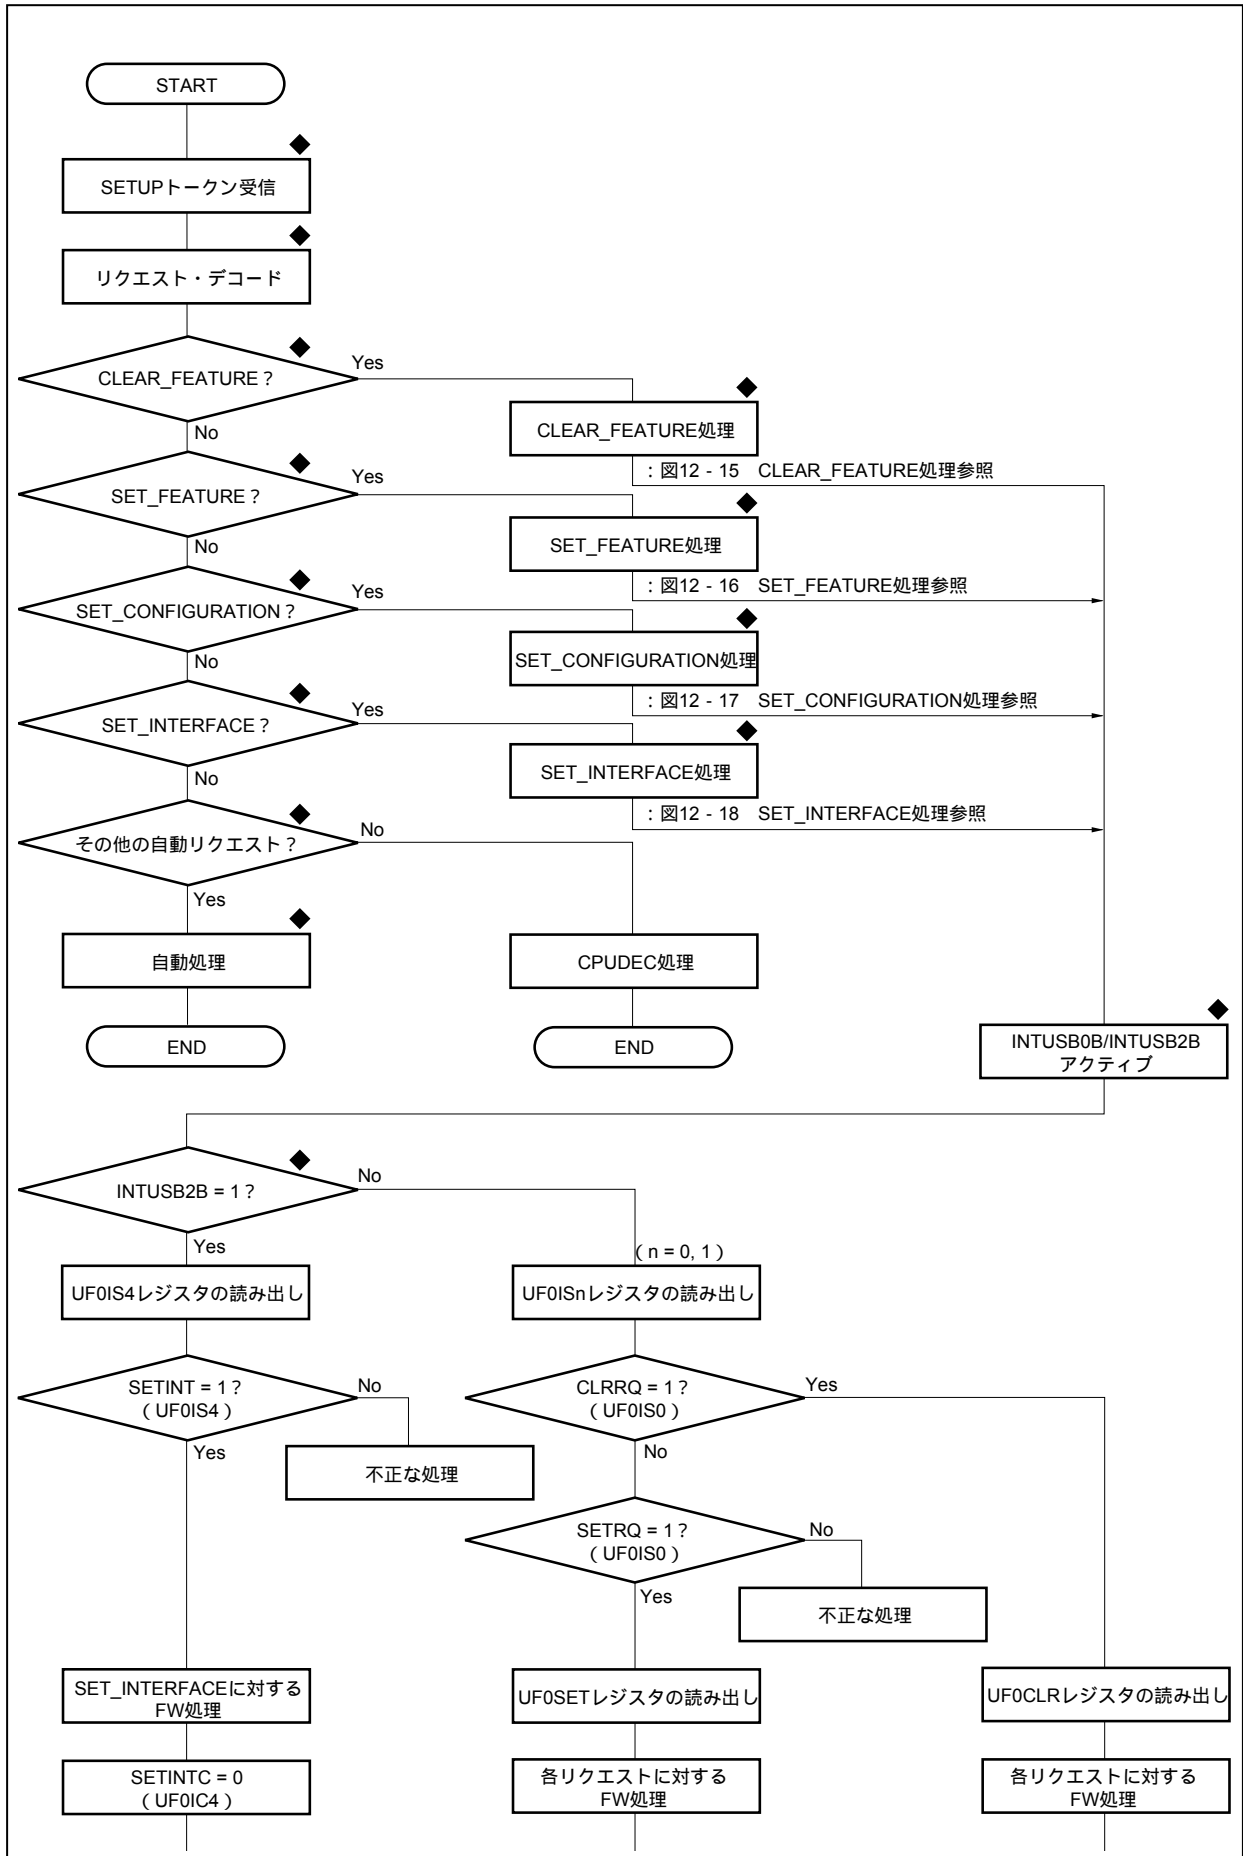 START
SETUPトークン受信
リクエスト・デコード
CLEAR_FEATURE？
Yes
No
CLEAR_FEATURE処理
：図12-15　CLEAR_FEATURE処理参照
SET_FEATURE？
Yes
No
SET_FEATURE処理
：図12-16　SET_FEATURE処理参照
SET_CONFIGURATION？
Yes
No
SET_CONFIGURATION処理
：図12-17　SET_CONFIGURATION処理参照
SET_INTERFACE？
Yes
No
SET_INTERFACE処理
：図12-18　SET_INTERFACE処理参照
その他の自動リクエスト？
No
Yes
自動処理
CPUDEC処理
END
END
INTUSB0B/INTUSB2B
アクティブ
INTUSB2B = 1？
No
Yes
（n = 0, 1）
UF0IS4レジスタの読み出し
UF0ISnレジスタの読み出し
SETINT = 1？
（UF0IS4）
No
Yes
不正な処理
CLRRQ = 1？
（UF0IS0）
Yes
No
SETRQ = 1？
（UF0IS0）
No
Yes
不正な処理
SET_INTERFACEに対する
FW処理
UF0SETレジスタの読み出し
UF0CLRレジスタの読み出し
SETINTC = 0
（UF0IC4）
各リクエストに対する
FW処理
各リクエストに対する
FW処理